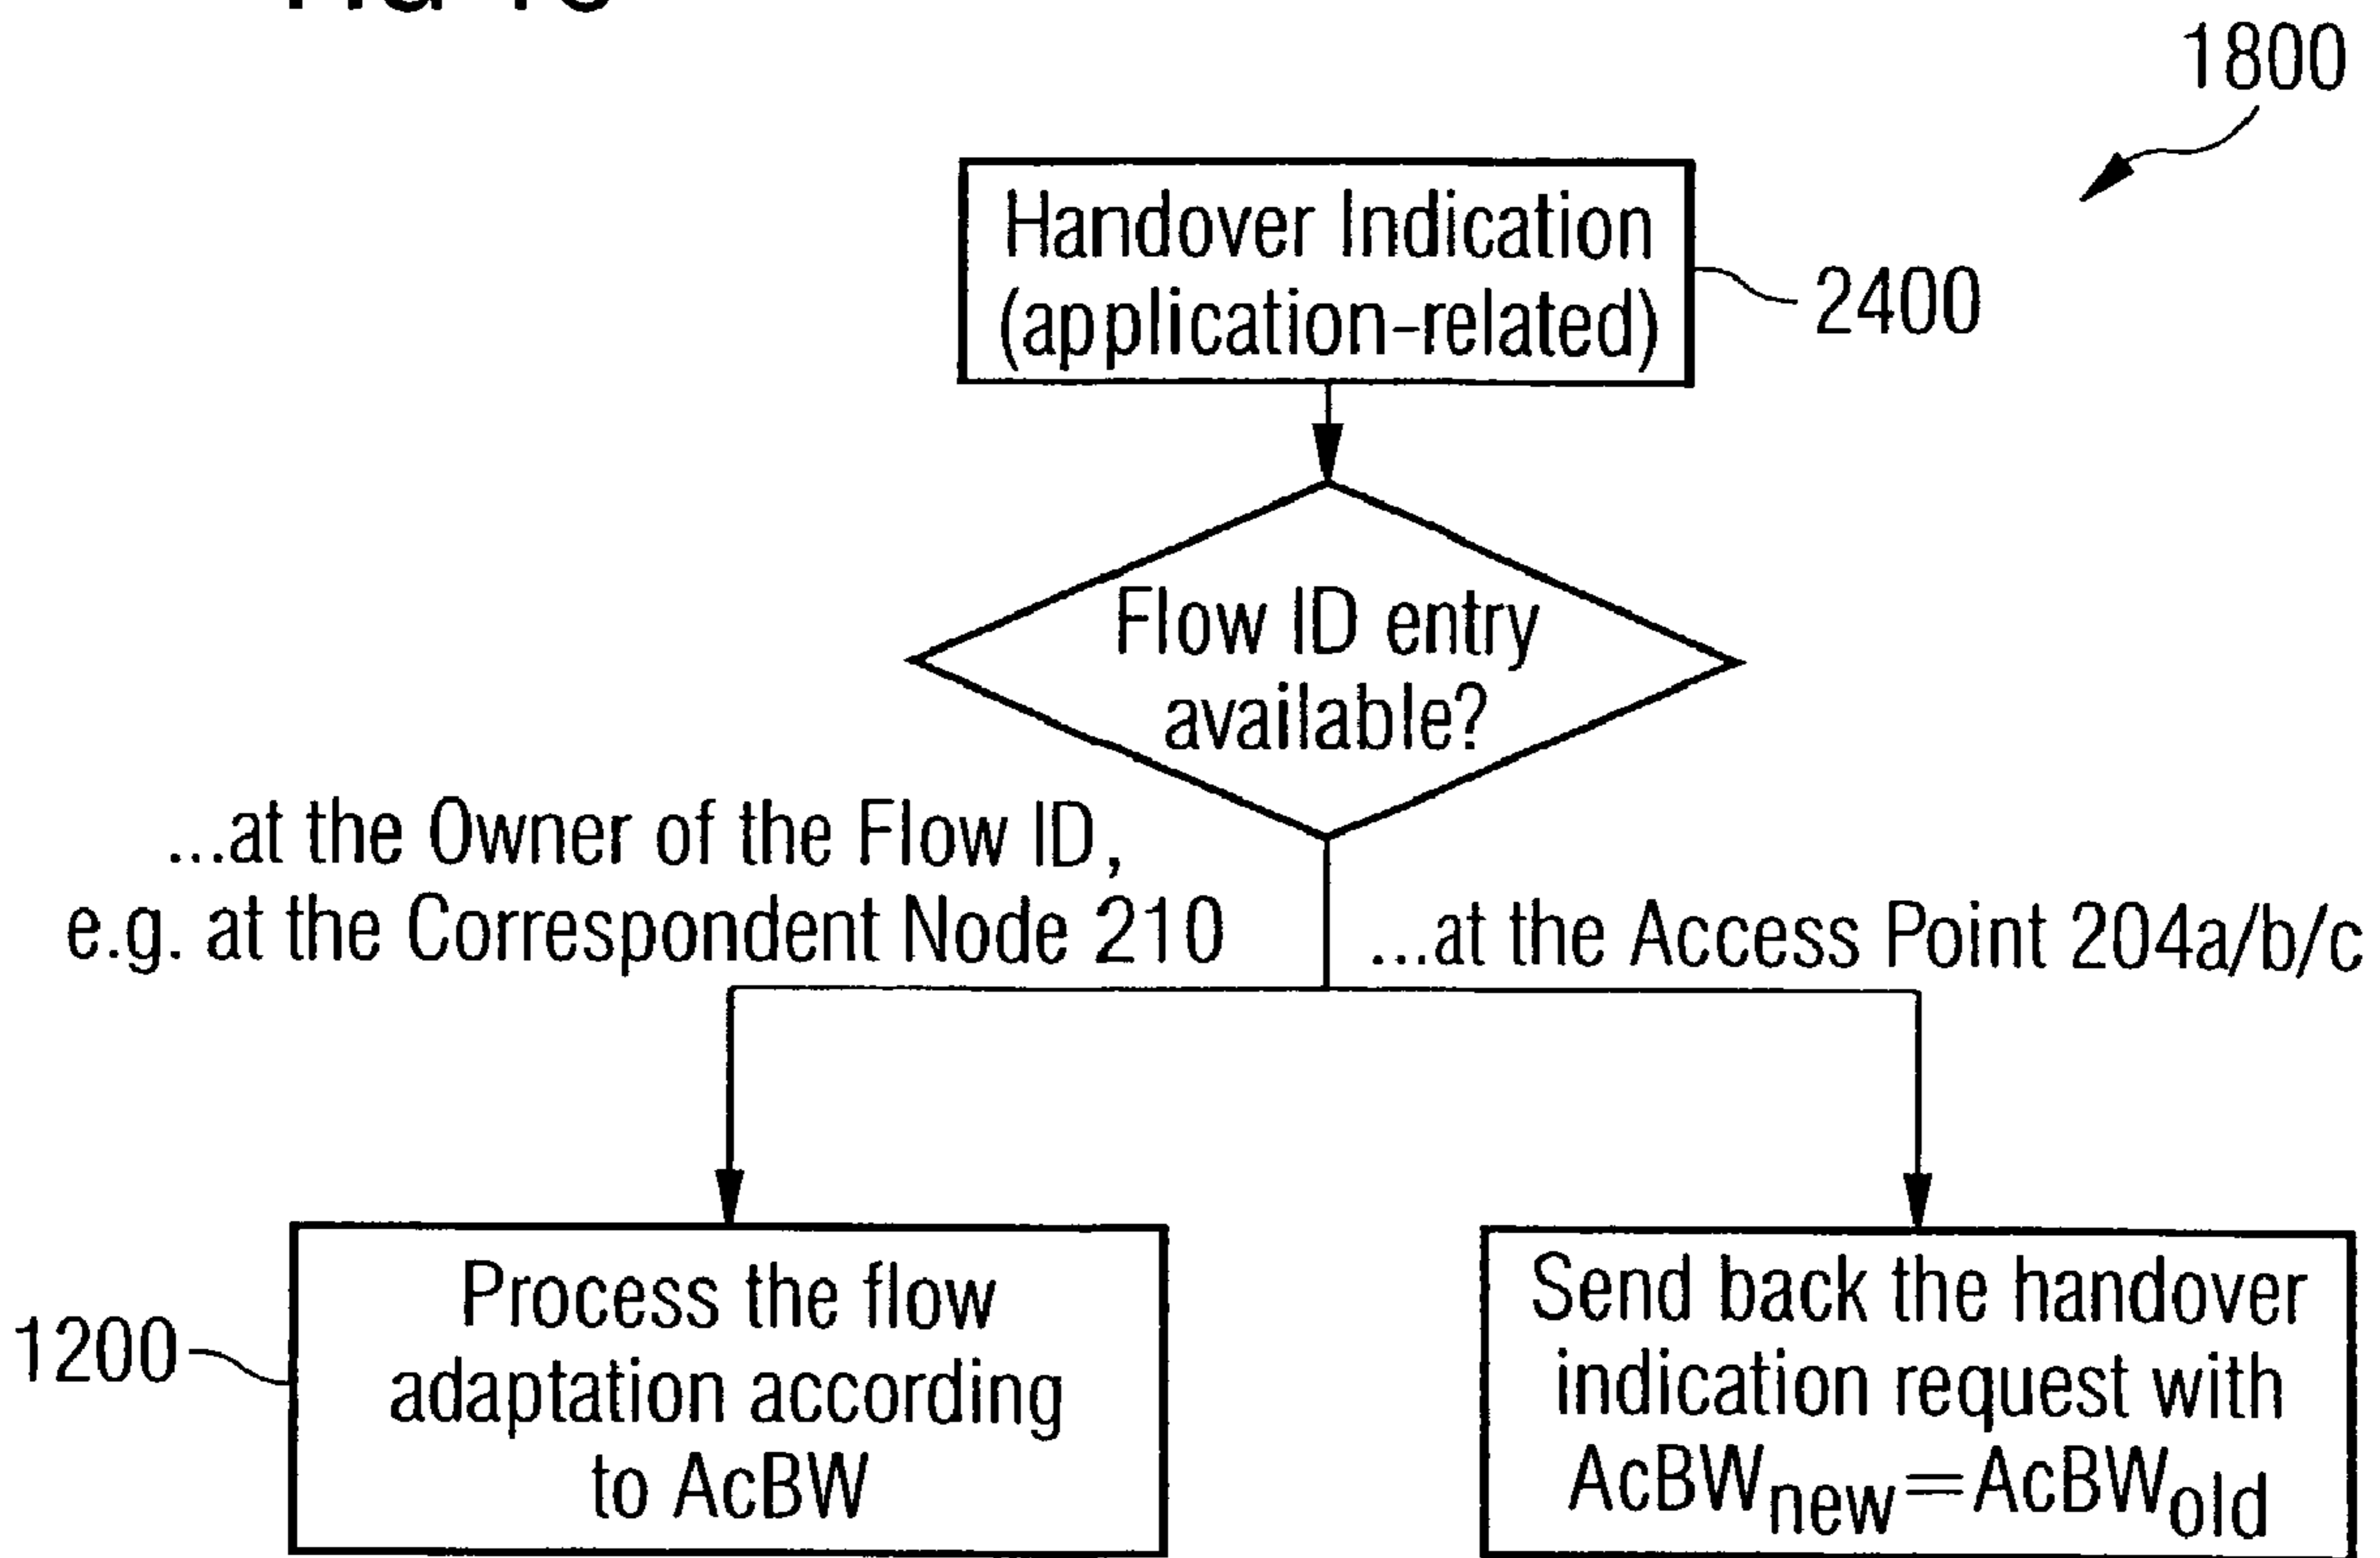 1800
Handover Indication
(application-related)
2400
Flow ID entry
available?
...at the Owner of the Flow ID,
e.g. at the Correspondent Node 210
...at the Access Point 204a/b/c
1200
Process the flow
adaptation according
to AcBW
Send back the handover
indication request with
AcBWnew=AcBWold